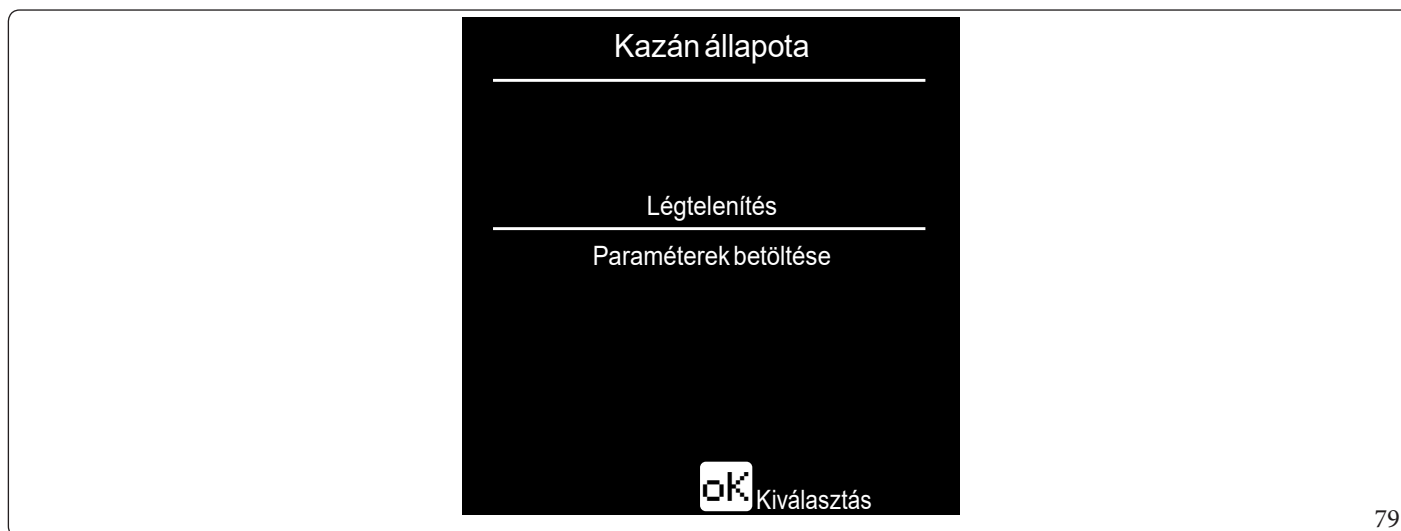 Kazán állapota
Légtelenítés
Paraméterek betöltése
oK Kiválasztás
79